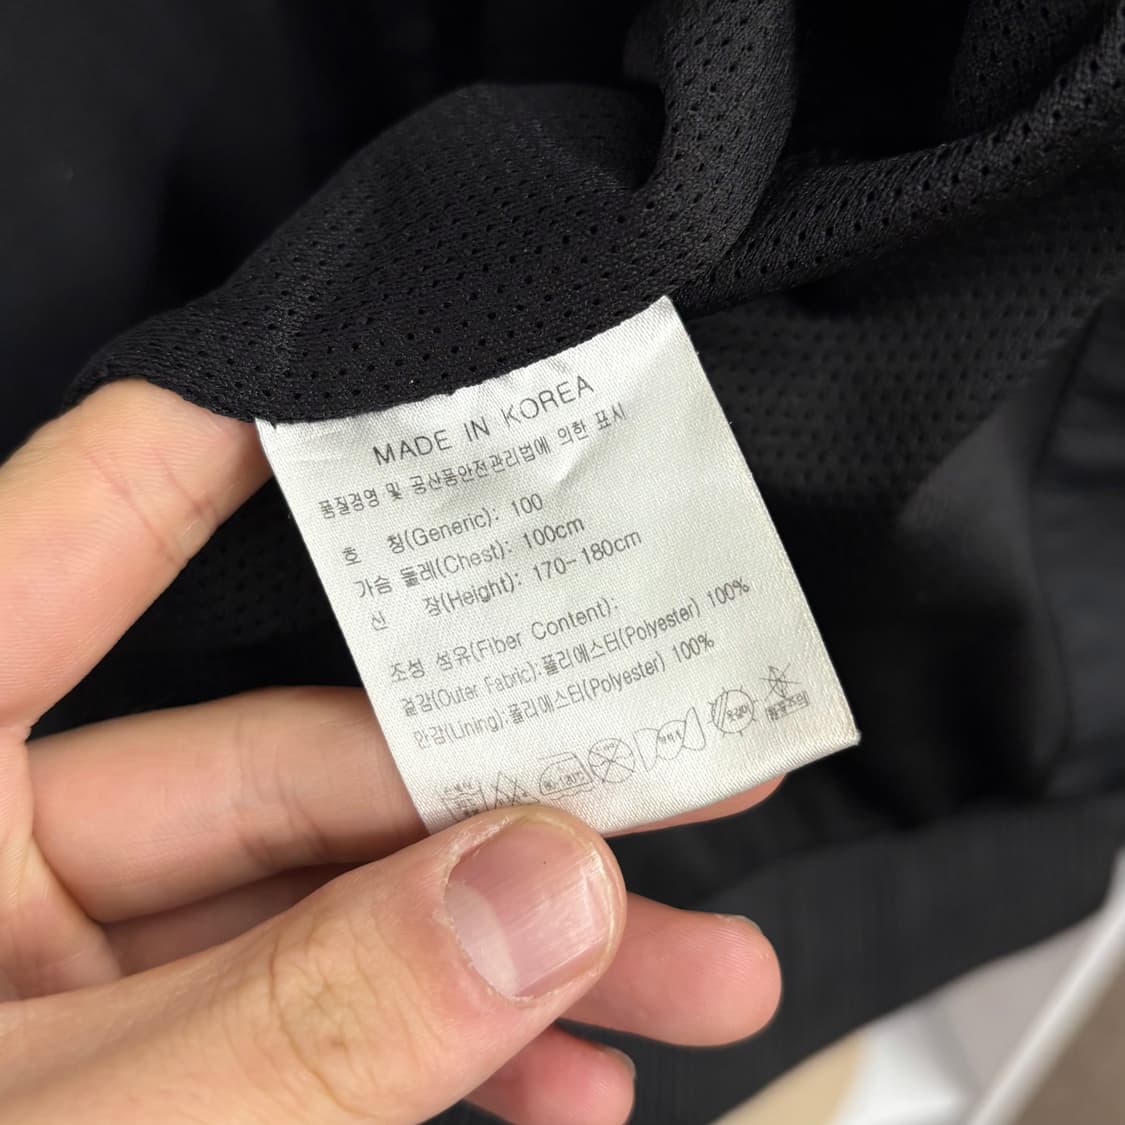 MADE IN KOREA
품질경영 및 공산품안전관리법에 의한 표시
호 칭(Generic): 100
가슴 둘레(Chest): 100cm
신 장(Height): 170-180cm
조성 섬유(Fiber Content):
겉감(Outer Fabric):폴리에스터(Polyester) 100%
안감(Lining):폴리에스터(Polyester) 100%